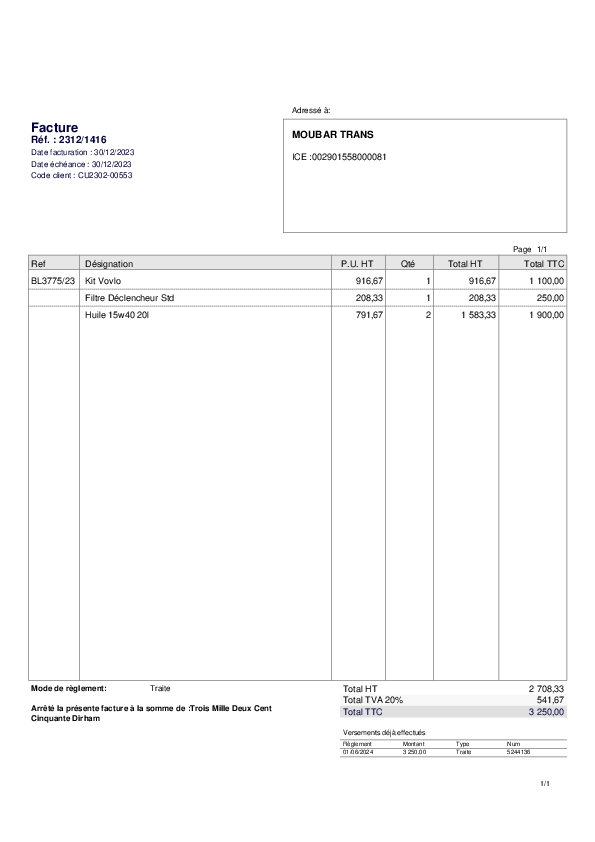 Adressé à:
Facture
Réf. : 2312/1416
Date facturation : 30/12/2023
Date échéance : 30/12/2023
Code client : CU2302-00553
MOUBAR TRANS
ICE :002901558000081
Page 1/1
Ref Désignation P.U. HT Qté Total HT Total TTC
BL3775/23 Kit Vovlo 916,67 1 916,67 1 100,00
Filtre Déclencheur Std 208,33 1 208,33 250,00
Huile 15w40 20l 791,67 2 1 583,33 1 900,00
Mode de règlement: Traite
Arrêté la présente facture à la somme de :Trois Mille Deux Cent
Cinquante Dirham
Total HT 2 708,33
Total TVA 20% 541,67
Total TTC 3 250,00
Versements déjà effectués
Règlement Montant Type Num
01/06/2024 3 250,00 Traite 5244136
1/1